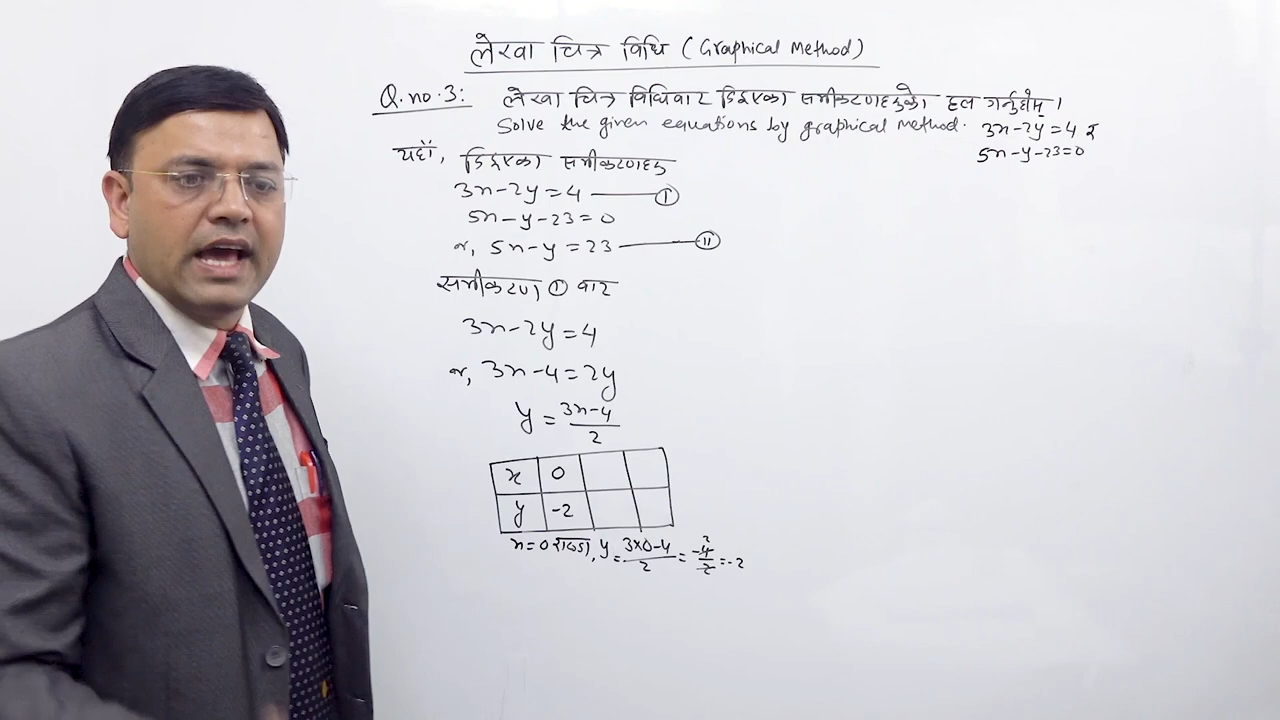 लेखा चित्र विधि (Graphical Method)
Q.no.3: लेखा चित्र विधिबाट दिइएका समीकरणहरूको हल गर्नुहोस् ।
Solve the given equations by graphical method. 3x-2y=4 र
5x-y-23=0
यहाँ, दिइएका समीकरणहरू
3x-2y=4 —— I
5x-y-23=0
or, 5x-y=23 —— II
समीकरण I बाट
3x-2y=4
or, 3x-4=2y
y = (3x-4)/2
x 0
y -2
x=0 राख्दा, y = (3×0-4)/2 = -4/2 = -2